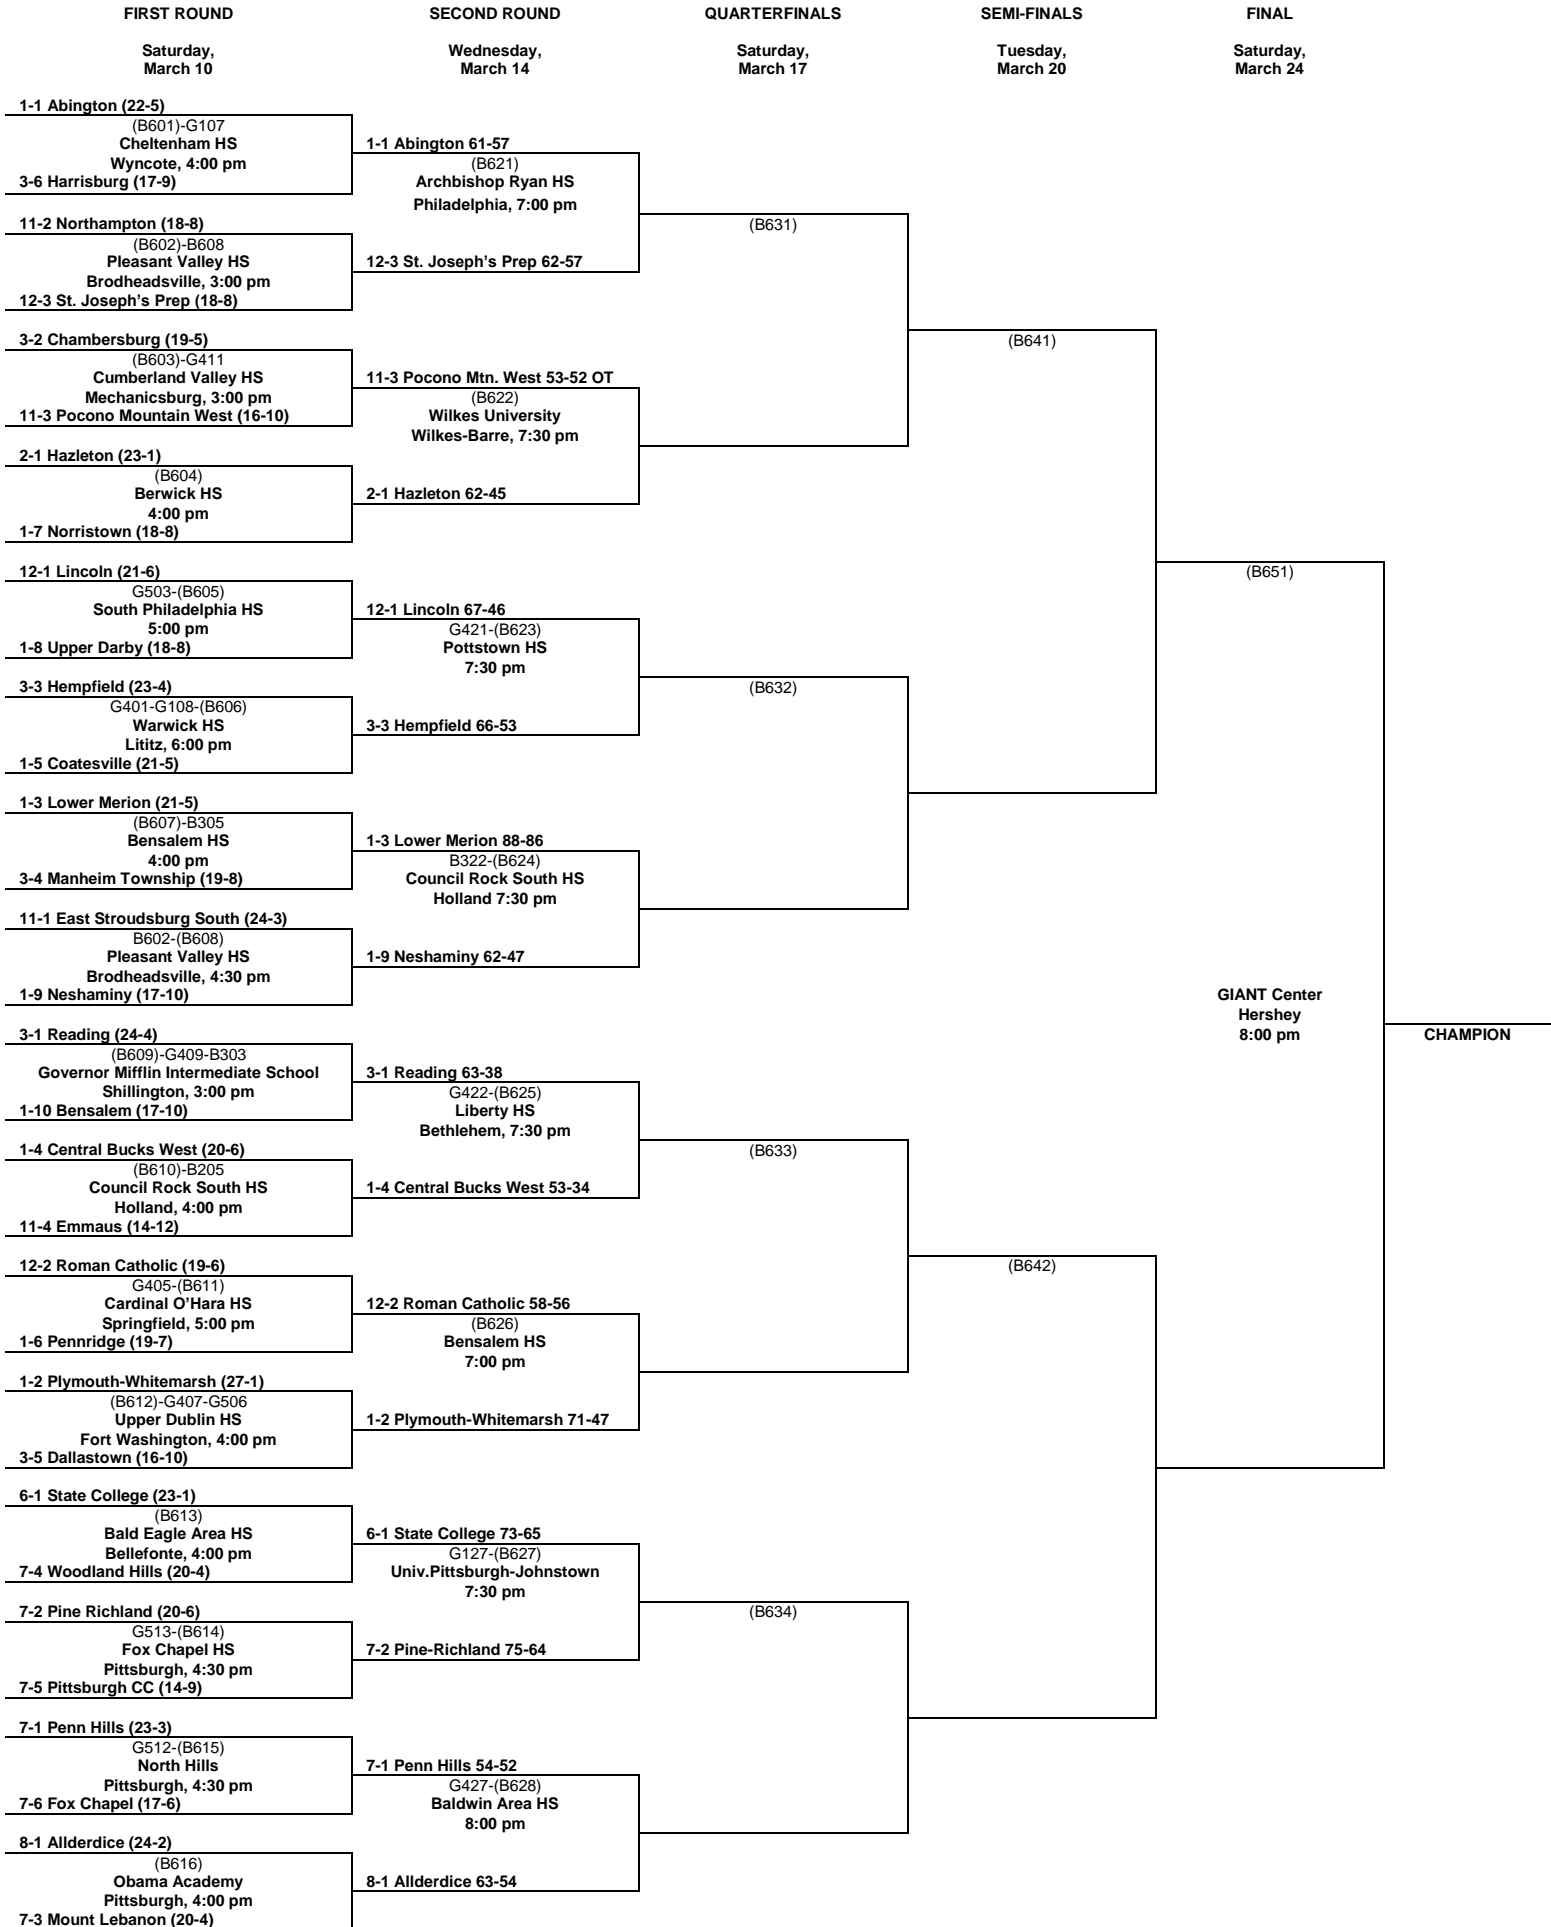 FIRST ROUND
Saturday,
March 10
SECOND ROUND
Wednesday,
March 14
QUARTERFINALS
Saturday,
March 17
SEMI-FINALS
Tuesday,
March 20
FINAL
Saturday,
March 24
1-1 Abington (22-5)
(B601)-G107
Cheltenham HS
Wyncote, 4:00 pm
3-6 Harrisburg (17-9)
11-2 Northampton (18-8)
(B602)-B608
Pleasant Valley HS
Brodheadsville, 3:00 pm
12-3 St. Joseph's Prep (18-8)
3-2 Chambersburg (19-5)
(B603)-G411
Cumberland Valley HS
Mechanicsburg, 3:00 pm
11-3 Pocono Mountain West (16-10)
2-1 Hazleton (23-1)
(B604)
Berwick HS
4:00 pm
1-7 Norristown (18-8)
12-1 Lincoln (21-6)
G503-(B605)
South Philadelphia HS
5:00 pm
1-8 Upper Darby (18-8)
3-3 Hempfield (23-4)
G401-G108-(B606)
Warwick HS
Lititz, 6:00 pm
1-5 Coatesville (21-5)
1-3 Lower Merion (21-5)
(B607)-B305
Bensalem HS
4:00 pm
3-4 Manheim Township (19-8)
11-1 East Stroudsburg South (24-3)
B602-(B608)
Pleasant Valley HS
Brodheadsville, 4:30 pm
1-9 Neshaminy (17-10)
3-1 Reading (24-4)
(B609)-G409-B303
Governor Mifflin Intermediate School
Shillington, 3:00 pm
1-10 Bensalem (17-10)
1-4 Central Bucks West (20-6)
(B610)-B205
Council Rock South HS
Holland, 4:00 pm
11-4 Emmaus (14-12)
12-2 Roman Catholic (19-6)
G405-(B611)
Cardinal O'Hara HS
Springfield, 5:00 pm
1-6 Pennridge (19-7)
1-2 Plymouth-Whitemarsh (27-1)
(B612)-G407-G506
Upper Dublin HS
Fort Washington, 4:00 pm
3-5 Dallastown (16-10)
6-1 State College (23-1)
(B613)
Bald Eagle Area HS
Bellefonte, 4:00 pm
7-4 Woodland Hills (20-4)
7-2 Pine Richland (20-6)
G513-(B614)
Fox Chapel HS
Pittsburgh, 4:30 pm
7-5 Pittsburgh CC (14-9)
7-1 Penn Hills (23-3)
G512-(B615)
North Hills
Pittsburgh, 4:30 pm
7-6 Fox Chapel (17-6)
8-1 Allderdice (24-2)
(B616)
Obama Academy
Pittsburgh, 4:00 pm
7-3 Mount Lebanon (20-4)
1-1 Abington 61-57
(B621)
Archbishop Ryan HS
Philadelphia, 7:00 pm
12-3 St. Joseph's Prep 62-57
11-3 Pocono Mtn. West 53-52 OT
(B622)
Wilkes University
Wilkes-Barre, 7:30 pm
2-1 Hazleton 62-45
12-1 Lincoln 67-46
G421-(B623)
Pottstown HS
7:30 pm
3-3 Hempfield 66-53
1-3 Lower Merion 88-86
B322-(B624)
Council Rock South HS
Holland 7:30 pm
1-9 Neshaminy 62-47
3-1 Reading 63-38
G422-(B625)
Liberty HS
Bethlehem, 7:30 pm
1-4 Central Bucks West 53-34
12-2 Roman Catholic 58-56
(B626)
Bensalem HS
7:00 pm
1-2 Plymouth-Whitemarsh 71-47
6-1 State College 73-65
G127-(B627)
Univ.Pittsburgh-Johnstown
7:30 pm
7-2 Pine-Richland 75-64
7-1 Penn Hills 54-52
G427-(B628)
Baldwin Area HS
8:00 pm
8-1 Allderdice 63-54
(B631)
(B632)
(B633)
(B634)
(B641)
(B642)
(B651)
GIANT Center
Hershey
8:00 pm
CHAMPION